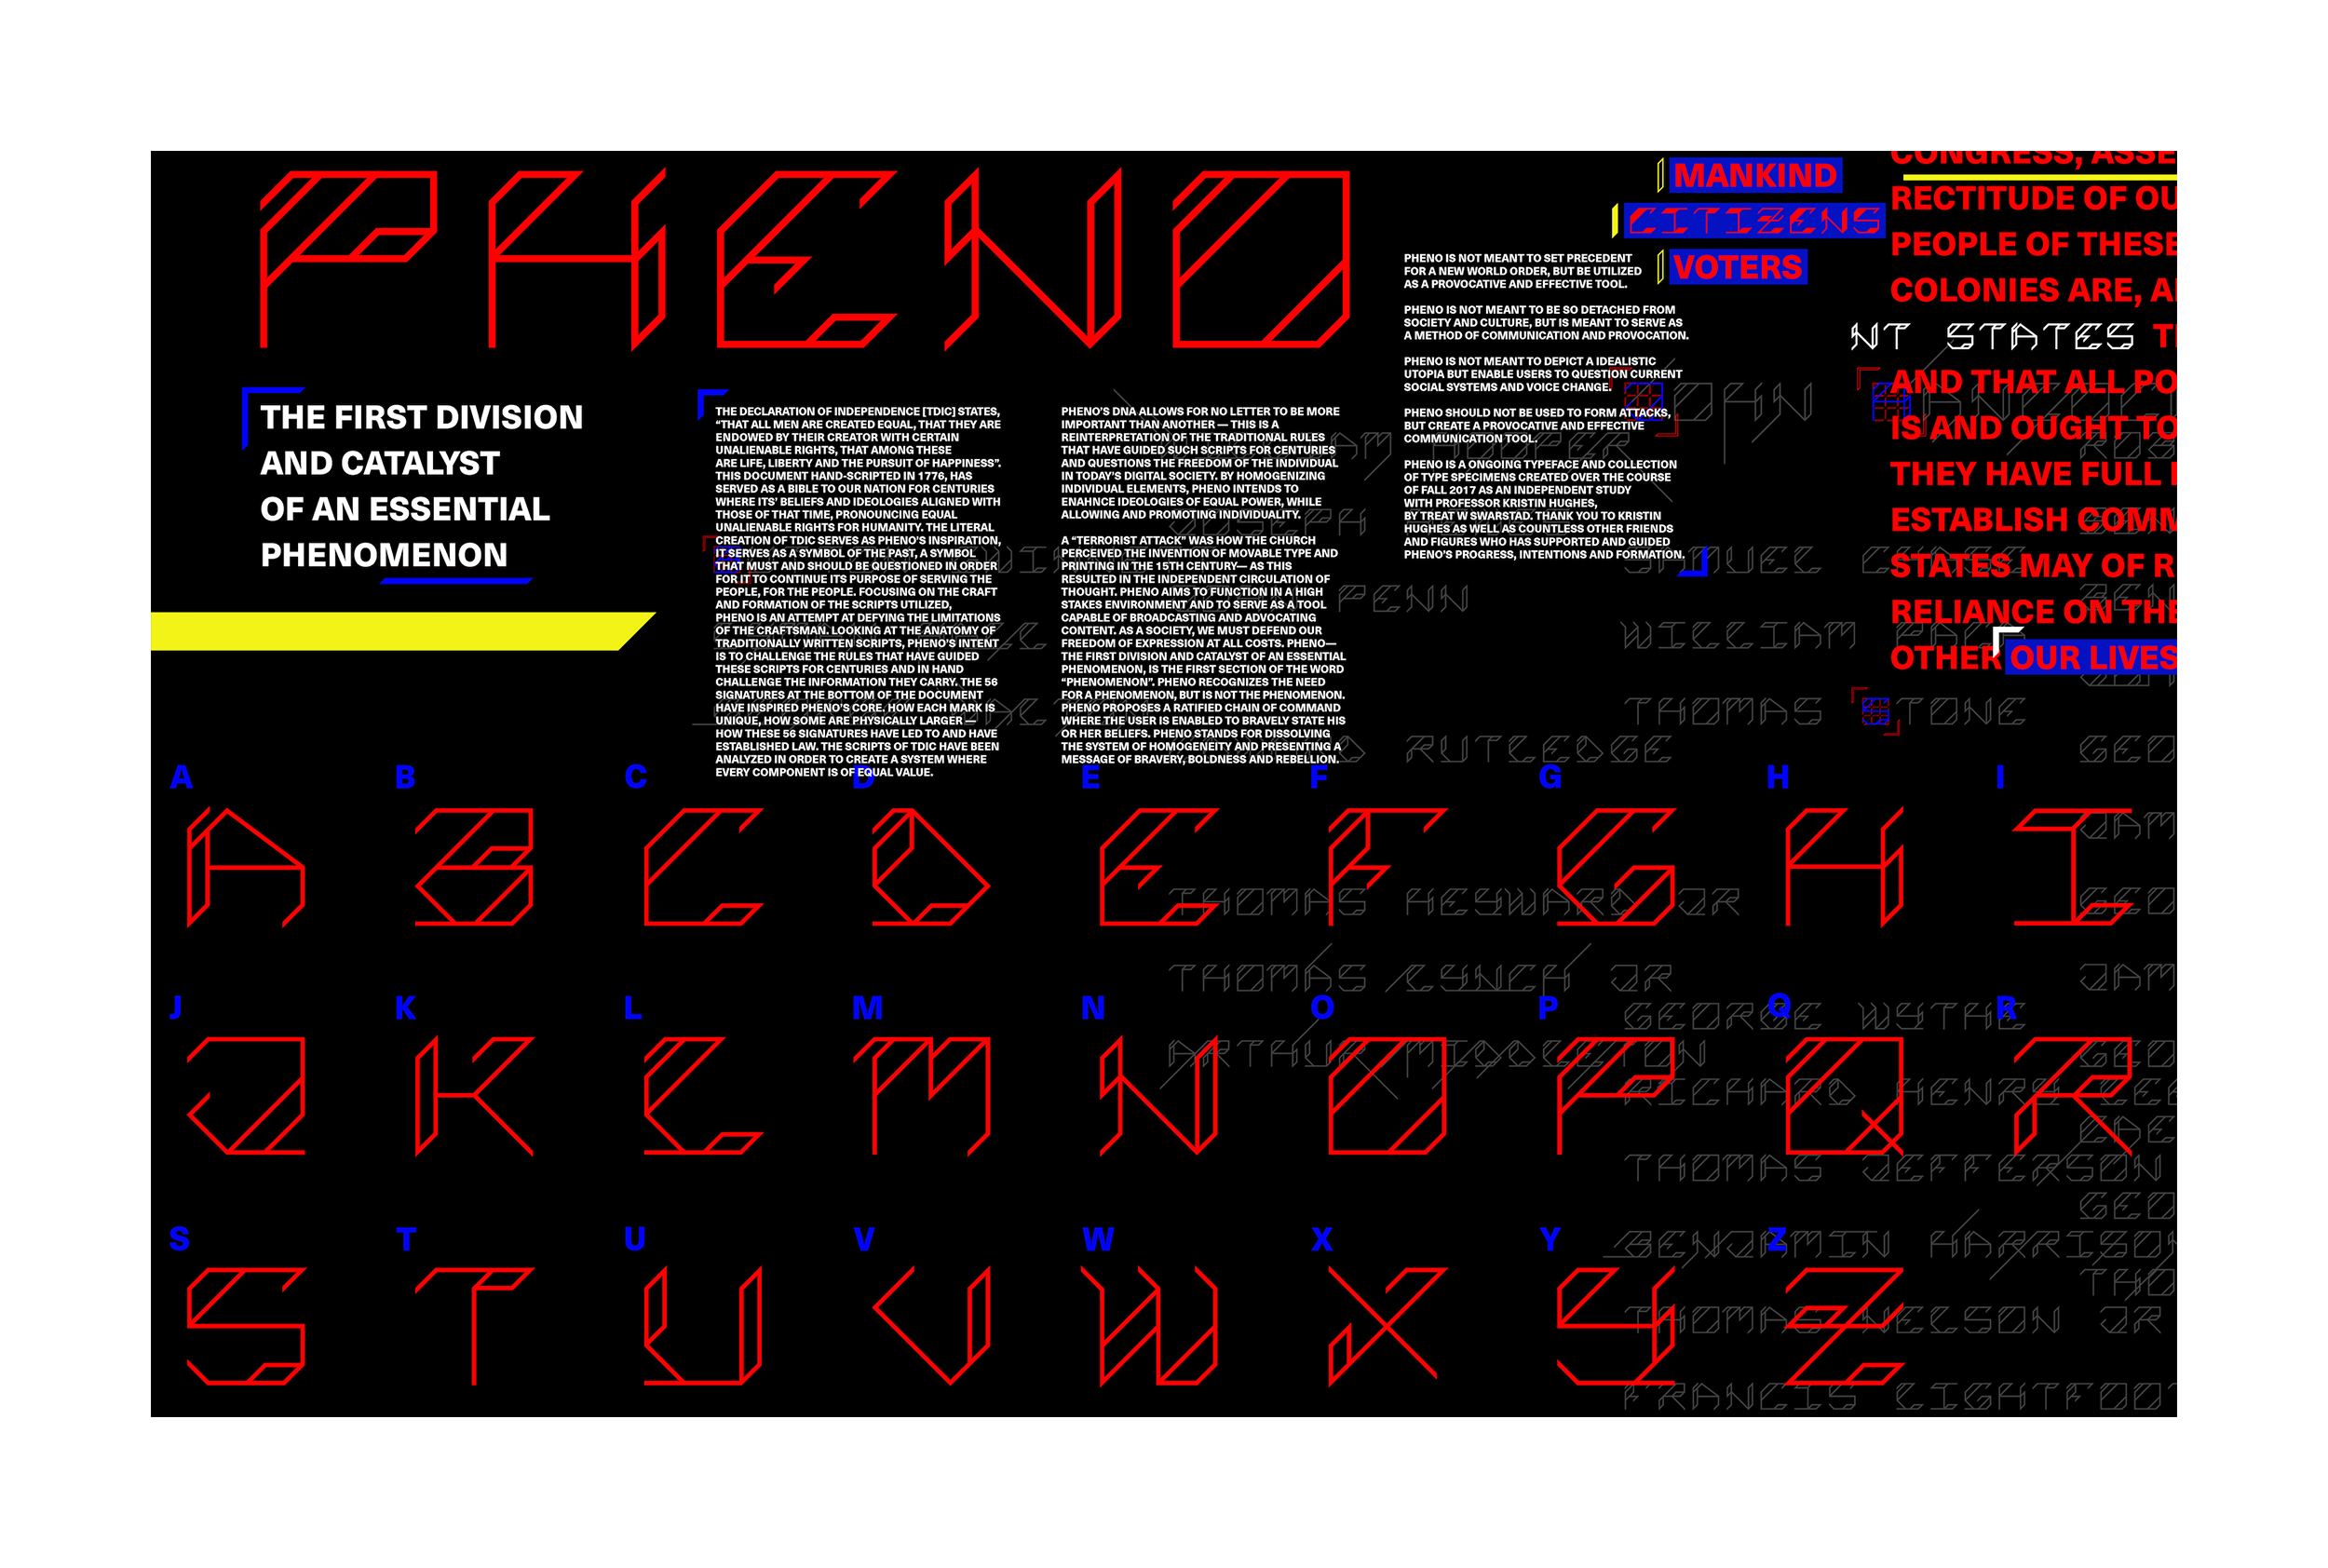 PHENO
THE FIRST DIVISION
AND CATALYST
OF AN ESSENTIAL
PHENOMENON
THE DECLARATION OF INDEPENDENCE [TDIC] STATES,
“THAT ALL MEN ARE CREATED EQUAL, THAT THEY ARE
ENDOWED BY THEIR CREATOR WITH CERTAIN
UNALIENABLE RIGHTS, THAT AMONG THESE
ARE LIFE, LIBERTY AND THE PURSUIT OF HAPPINESS”.
THIS DOCUMENT HAND-SCRIPTED IN 1776, HAS
SERVED AS A BIBLE TO OUR NATION FOR CENTURIES
WHERE ITS’ BELIEFS AND IDEOLOGIES ALIGNED WITH
THOSE OF THAT TIME, PRONOUNCING EQUAL
UNALIENABLE RIGHTS FOR HUMANITY. THE LITERAL
CREATION OF TDIC SERVES AS PHENO’S INSPIRATION,
IT SERVES AS A SYMBOL OF THE PAST, A SYMBOL
THAT MUST AND SHOULD BE QUESTIONED IN ORDER
FOR IT TO CONTINUE ITS PURPOSE OF SERVING THE
PEOPLE, FOR THE PEOPLE. FOCUSING ON THE CRAFT
AND FORMATION OF THE SCRIPTS UTILIZED,
PHENO IS AN ATTEMPT AT DEFYING THE LIMITATIONS
OF THE CRAFTSMAN. LOOKING AT THE ANATOMY OF
TRADITIONALLY WRITTEN SCRIPTS, PHENO’S INTENT
IS TO CHALLENGE THE RULES THAT HAVE GUIDED
THESE SCRIPTS FOR CENTURIES AND IN HAND
CHALLENGE THE INFORMATION THEY CARRY. THE 56
SIGNATURES AT THE BOTTOM OF THE DOCUMENT
HAVE INSPIRED PHENO’S CORE. HOW EACH MARK IS
UNIQUE, HOW SOME ARE PHYSICALLY LARGER —
HOW THESE 56 SIGNATURES HAVE LED TO AND HAVE
ESTABLISHED LAW. THE SCRIPTS OF TDIC HAVE BEEN
ANALYZED IN ORDER TO CREATE A SYSTEM WHERE
EVERY COMPONENT IS OF EQUAL VALUE.
PHENO’S DNA ALLOWS FOR NO LETTER TO BE MORE
IMPORTANT THAN ANOTHER — THIS IS A
REINTERPRETATION OF THE TRADITIONAL RULES
THAT HAVE GUIDED SUCH SCRIPTS FOR CENTURIES
AND QUESTIONS THE FREEDOM OF THE INDIVIDUAL
IN TODAY’S DIGITAL SOCIETY. BY HOMOGENIZING
INDIVIDUAL ELEMENTS, PHENO INTENDS TO
ENAHNCE IDEOLOGIES OF EQUAL POWER, WHILE
ALLOWING AND PROMOTING INDIVIDUALITY.
A “TERRORIST ATTACK” WAS HOW THE CHURCH
PERCEIVED THE INVENTION OF MOVABLE TYPE AND
PRINTING IN THE 15TH CENTURY— AS THIS
RESULTED IN THE INDEPENDENT CIRCULATION OF
THOUGHT. PHENO AIMS TO FUNCTION IN A HIGH
STAKES ENVIRONMENT AND TO SERVE AS A TOOL
CAPABLE OF BROADCASTING AND ADVOCATING
CONTENT. AS A SOCIETY, WE MUST DEFEND OUR
FREEDOM OF EXPRESSION AT ALL COSTS. PHENO—
THE FIRST DIVISION AND CATALYST OF AN ESSENTIAL
PHENOMENON, IS THE FIRST SECTION OF THE WORD
“PHENOMENON”. PHENO RECOGNIZES THE NEED
FOR A PHENOMENON, BUT IS NOT THE PHENOMENON.
PHENO PROPOSES A RATIFIED CHAIN OF COMMAND
WHERE THE USER IS ENABLED TO BRAVELY STATE HIS
OR HER BELIEFS. PHENO STANDS FOR DISSOLVING
THE SYSTEM OF HOMOGENEITY AND PRESENTING A
MESSAGE OF BRAVERY, BOLDNESS AND REBELLION.
PHENO IS NOT MEANT TO SET PRECEDENT
FOR A NEW WORLD ORDER, BUT BE UTILIZED
AS A PROVOCATIVE AND EFFECTIVE TOOL.
PHENO IS NOT MEANT TO BE SO DETACHED FROM
SOCIETY AND CULTURE, BUT IS MEANT TO SERVE AS
A METHOD OF COMMUNICATION AND PROVOCATION.
PHENO IS NOT MEANT TO DEPICT A IDEALISTIC
UTOPIA BUT ENABLE USERS TO QUESTION CURRENT
SOCIAL SYSTEMS AND VOICE CHANGE.
PHENO SHOULD NOT BE USED TO FORM ATTACKS,
BUT CREATE A PROVOCATIVE AND EFFECTIVE
COMMUNICATION TOOL.
PHENO IS A ONGOING TYPEFACE AND COLLECTION
OF TYPE SPECIMENS CREATED OVER THE COURSE
OF FALL 2017 AS AN INDEPENDENT STUDY
WITH PROFESSOR KRISTIN HUGHES,
BY TREAT W SWARSTAD. THANK YOU TO KRISTIN
HUGHES AS WELL AS COUNTLESS OTHER FRIENDS
AND FIGURES WHO HAS SUPPORTED AND GUIDED
PHENO’S PROGRESS, INTENTIONS AND FORMATION.
MANKIND
CITIZENS
VOTERS
CONGRESS, ASSE
RECTITUDE OF OU
PEOPLE OF THESE
COLONIES ARE, A
NT STATES T
AND THAT ALL PO
IS AND OUGHT TO
THEY HAVE FULL
ESTABLISH COMM
STATES MAY OF R
RELIANCE ON THE
OTHER OUR LIVES
JOSEPH
PENN
WILLIAM HOOPER
SAMUEL CHASE
WILLIAM PACA
THOMAS STONE
RUTLEDGE
THOMAS HEYWARD JR
THOMAS LYNCH JR
ARTHUR MIDDLETON
GEORGE WYTHE
RICHARD HENRY LEE
THOMAS JEFFERSON
BENJAMIN HARRISON
THOMAS NELSON JR
FRANCIS LIGHTFOOT
GEO
JAM
GEO
JAM
GEO
GEO
THO
A B C D E F G H I
A B C D E F G H I
J K L M N O P Q R
J K L M N O P Q R
S T U V W X Y Z
S T U V W X Y Z